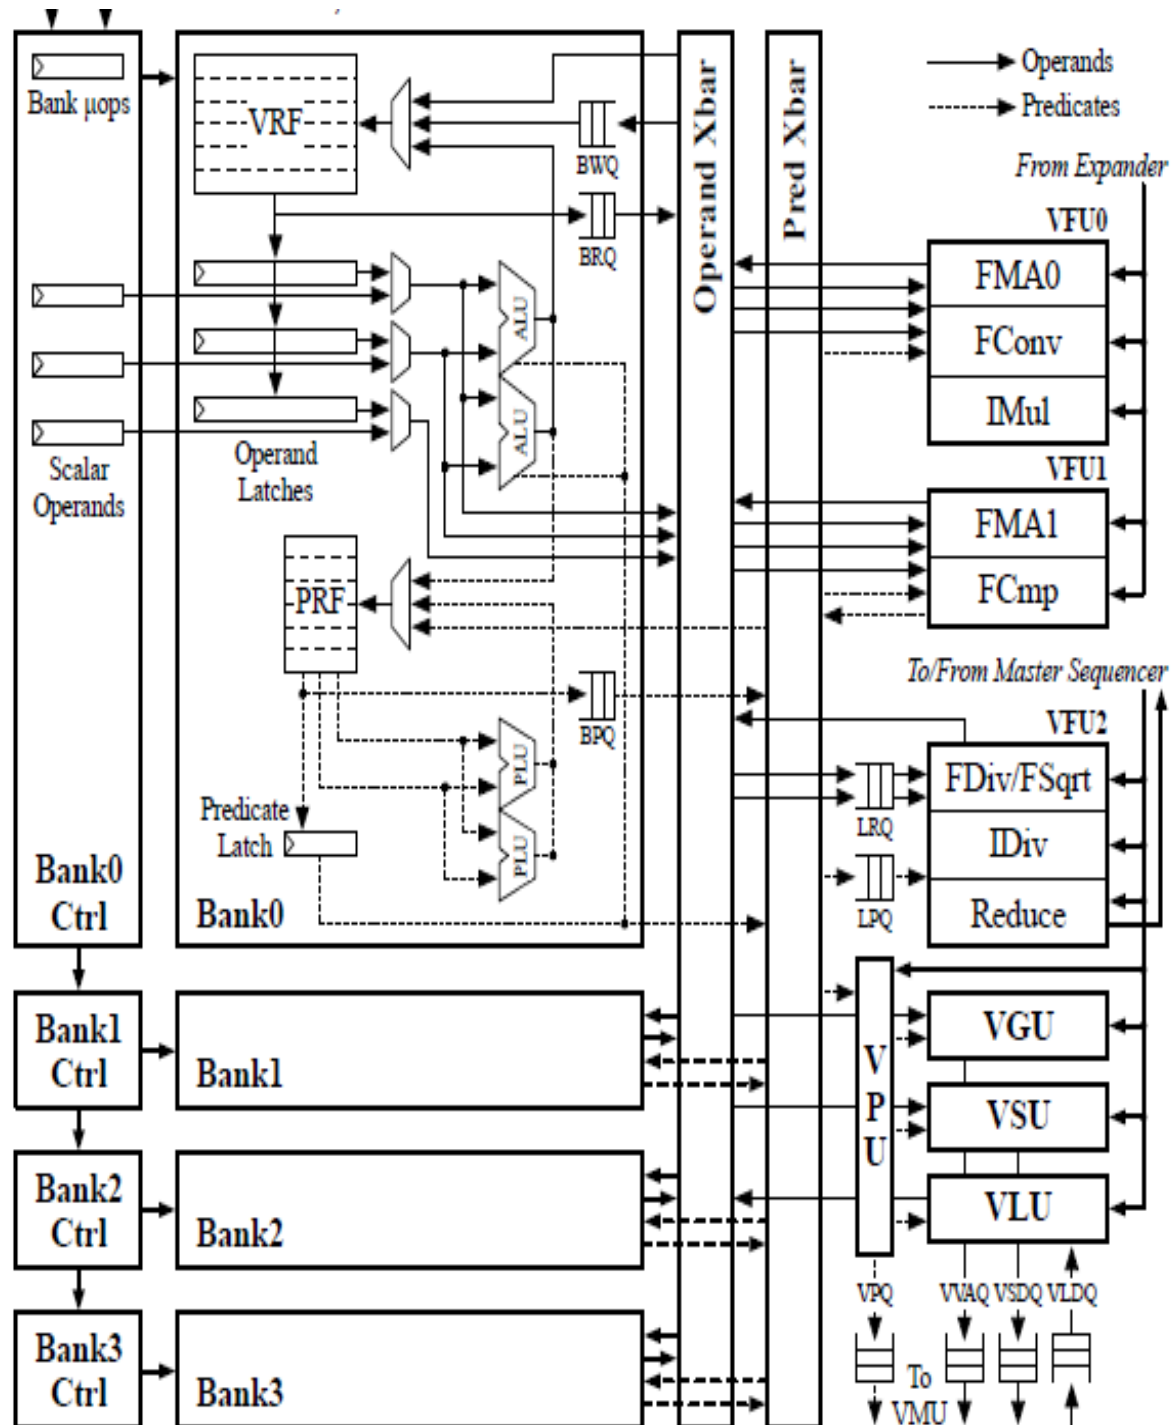 Bank μops
VRF
BWQ
BRQ
Operand Xbar
Pred Xbar
Operands
Predicates
From Expander
VFU0
FMA0
FConv
IMul
ALU
ALU
Scalar
Operands
Operand
Latches
VFU1
FMA1
FCmp
PRF
BPQ
PLU
PLU
Predicate
Latch
To/From Master Sequencer
VFU2
FDiv/FSqrt
IDiv
Reduce
LRQ
LPQ
Bank0
Ctrl
Bank0
VPU
VGU
VSU
VLU
Bank1
Ctrl
Bank1
Bank2
Ctrl
Bank2
VPQ
VVAQ
VSDQ
VLDQ
Bank3
Ctrl
Bank3
To
VMU